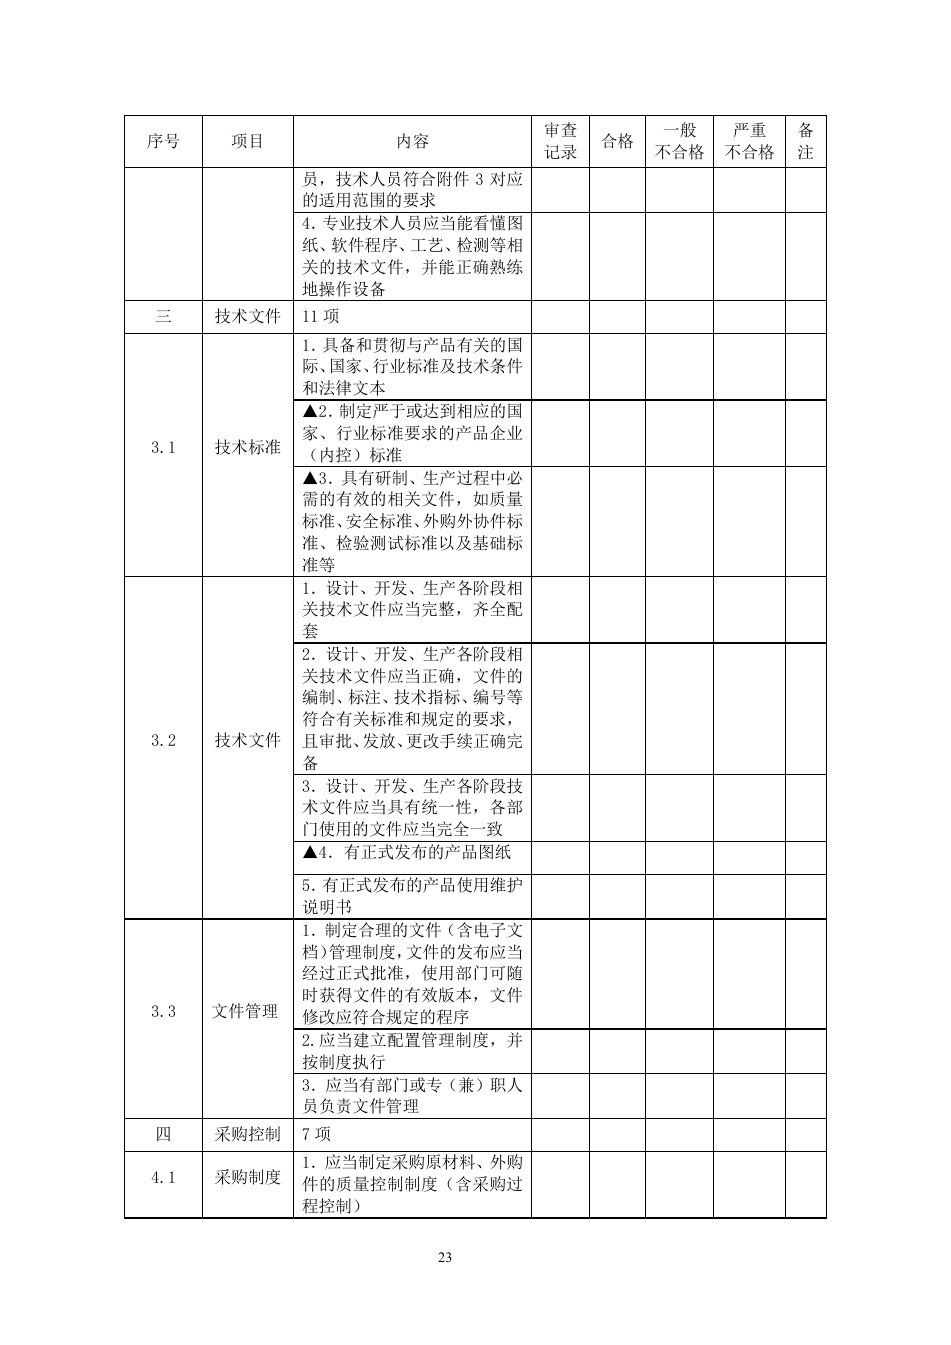 序号 项目 内容 审查记录 合格 一般不合格 严重不合格 备注
员，技术人员符合附件 3 对应
的适用范围的要求
4. 专业技术人员应当能看懂图
纸、软件程序、工艺、检测等相
关的技术文件，并能正确熟练
地操作设备
三 技术文件 11 项
3.1 技术标准
1. 具备和贯彻与产品有关的国
际、国家、行业标准及技术条件
和法律文本
▲2. 制定严于或达到相应的国
家、行业标准要求的产品企业
（内控）标准
▲3. 具有研制、生产过程中必
需的有效的相关文件，如质量
标准、安全标准、外购外协件标
准、检验测试标准以及基础标
准等
3.2 技术文件
1. 设计、开发、生产各阶段相
关技术文件应当完整，齐全配
套
2. 设计、开发、生产各阶段相
关技术文件应当正确，文件的
编制、标注、技术指标、编号等
符合有关标准和规定的要求，
且审批、发放、更改手续正确完
备
3. 设计、开发、生产各阶段技
术文件应当具有统一性，各部
门使用的文件应当完全一致
▲4. 有正式发布的产品图纸
5. 有正式发布的产品使用维护
说明书
3.3 文件管理
1. 制定合理的文件（含电子文
档）管理制度，文件的发布应当
经过正式批准，使用部门可随
时获得文件的有效版本，文件
修改应符合规定的程序
2. 应当建立配置管理制度，并
按制度执行
3. 应当有部门或专（兼）职人
员负责文件管理
四 采购控制 7 项
4.1 采购制度
1. 应当制定采购原材料、外购
件的质量控制制度（含采购过
程控制）
23